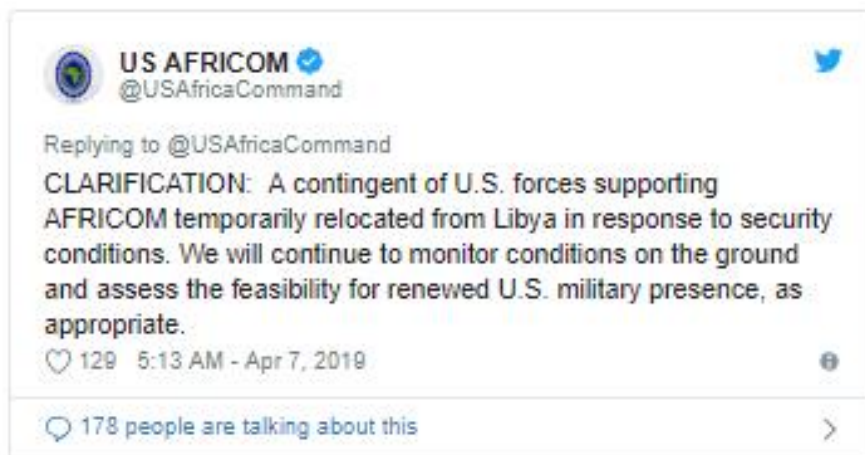 US AFRICOM
@USAfricaCommand
Replying to @USAfricaCommand
CLARIFICATION:  A contingent of U.S. forces supporting
AFRICOM temporarily relocated from Libya in response to security
conditions. We will continue to monitor conditions on the ground
and assess the feasibility for renewed U.S. military presence, as
appropriate.
129 5:13 AM - Apr 7, 2019
178 people are talking about this